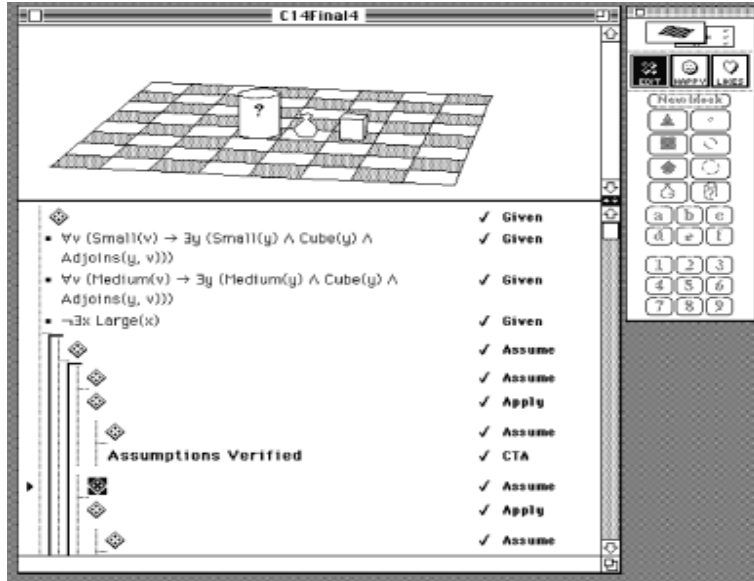 C14Final4
?
EDIT HAPPY LIKES
New block
a b c
d e f
1 2 3
4 5 6
7 8 9
✓ Given
▪ ∀v (Small(v) → ∃y (Small(y) ∧ Cube(y) ∧ ✓ Given
Adjoins(y, v)))
▪ ∀v (Medium(v) → ∃y (Medium(y) ∧ Cube(y) ∧ ✓ Given
Adjoins(y, v)))
▪ ¬∃x Large(x) ✓ Given
✓ Assume
✓ Assume
✓ Apply
✓ Assume
Assumptions Verified ✓ CTA
✓ Assume
✓ Apply
✓ Assume